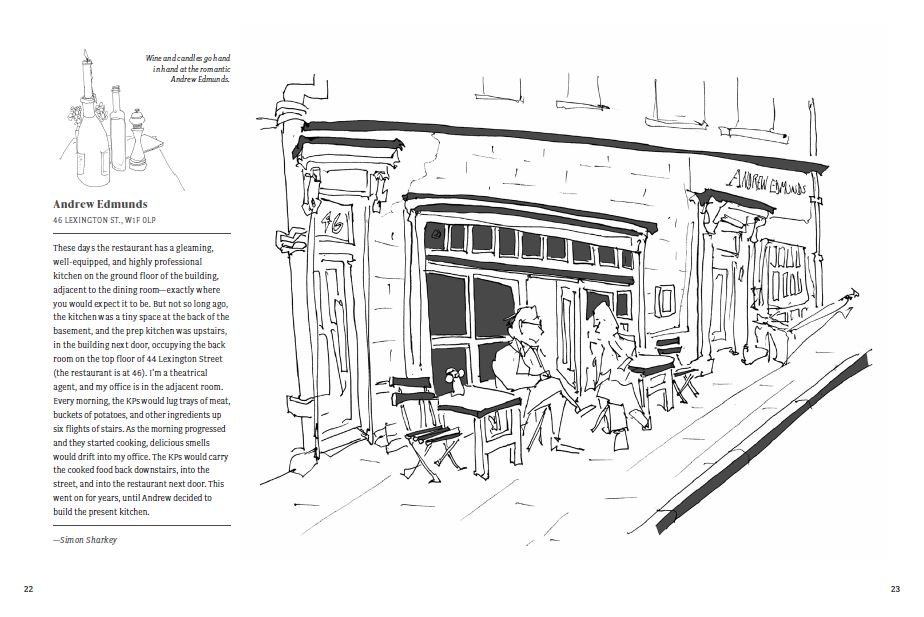 Wine and candles go hand
in hand at the romantic
Andrew Edmunds.
Andrew Edmunds
46 LEXINGTON ST., W1F 0LP
These days the restaurant has a gleaming,
well-equipped, and highly professional
kitchen on the ground floor of the building,
adjacent to the dining room—exactly where
you would expect it to be. But not so long ago,
the kitchen was a tiny space at the back of the
basement, and the prep kitchen was upstairs,
in the building next door, occupying the back
room on the top floor of 44 Lexington Street
(the restaurant is at 46). I'm a theatrical
agent, and my office is in the adjacent room.
Every morning, the KPs would lug trays of meat,
buckets of potatoes, and other ingredients up
six flights of stairs. As the morning progressed
and they started cooking, delicious smells
would drift into my office. The KPs would carry
the cooked food back downstairs, into the
street, and into the restaurant next door. This
went on for years, until Andrew decided to
build the present kitchen.
—Simon Sharkey
22
46
ANDREW EDMUNDS
23